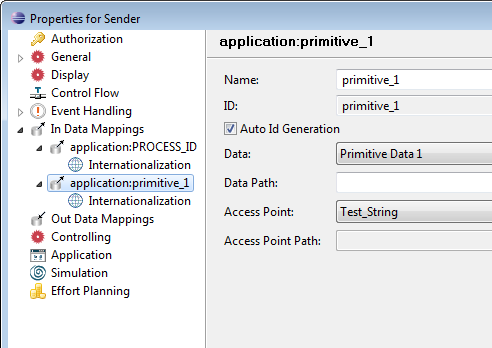 Properties for Sender
Authorization
General
Display
Control Flow
Event Handling
In Data Mappings
application:PROCESS_ID
Internationalization
application:primitive_1
Internationalization
Out Data Mappings
Controlling
Application
Simulation
Effort Planning
application:primitive_1
Name: primitive_1
ID: primitive_1
Auto Id Generation
Data: Primitive Data 1
Data Path:
Access Point: Test_String
Access Point Path: